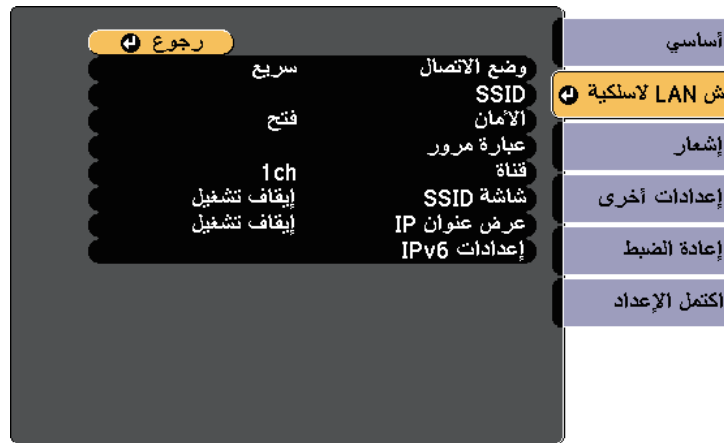 أساسي
ش LAN لاسلكية
إشعار
إعدادات أخرى
إعادة الضبط
اكتمل الإعداد
رجوع
وضع الاتصال سريع
SSID
الأمان فتح
عبارة مرور
قناة 1ch
شاشة SSID إيقاف تشغيل
عرض عنوان IP إيقاف تشغيل
إعدادات IPv6